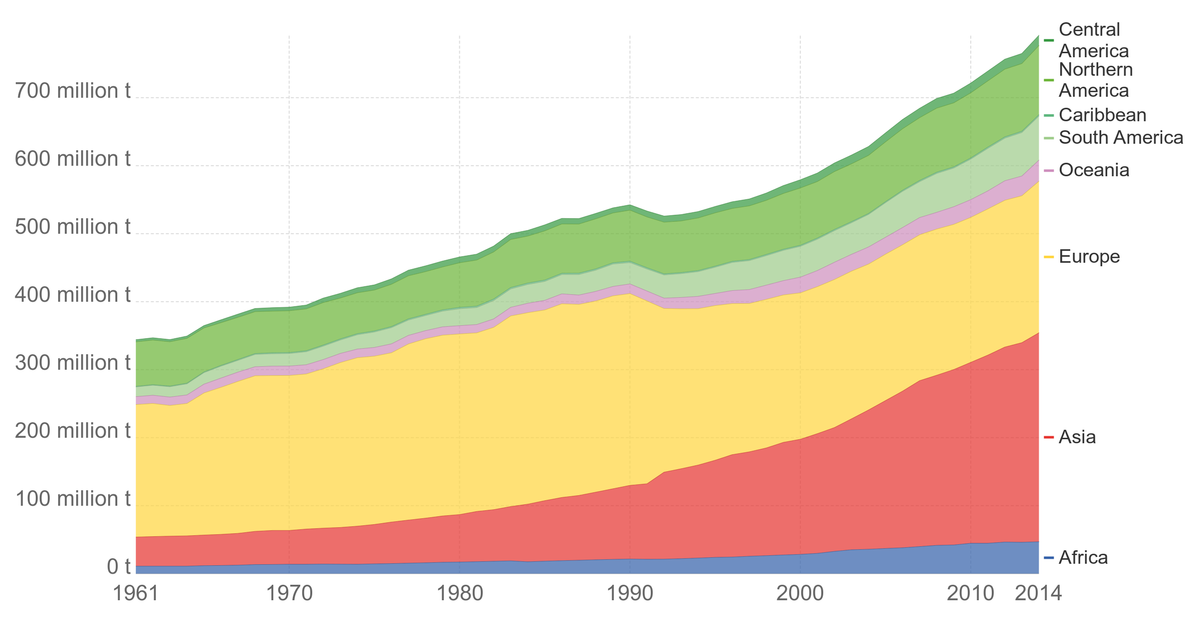 Central
America
Northern
America
Caribbean
South America
Oceania
Europe
Asia
Africa
700 million t
600 million t
500 million t
400 million t
300 million t
200 million t
100 million t
0 t
1961 1970 1980 1990 2000 2010 2014